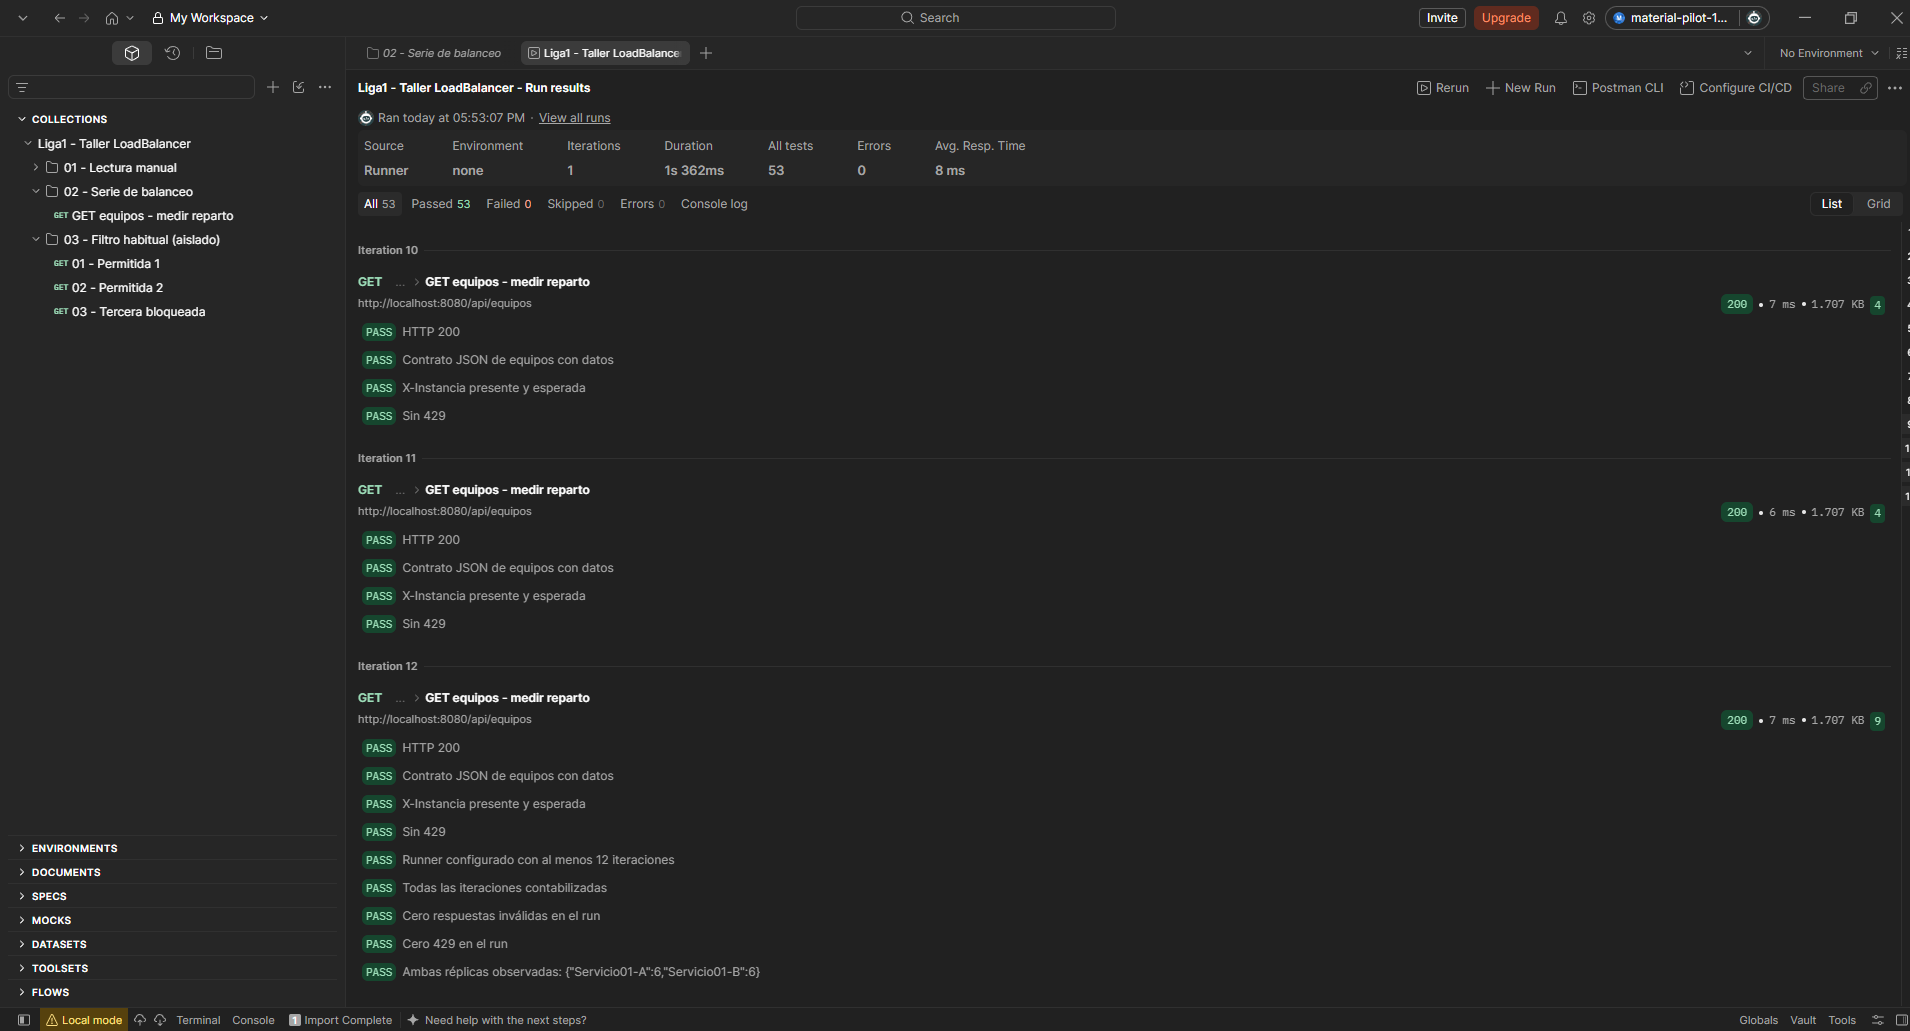 My Workspace
Search
Invite
Upgrade
material-pilot-1...
02 - Serie de balanceo
Liga1 - Taller LoadBalance
No Environment
Liga1 - Taller LoadBalancer - Run results
Rerun
New Run
Postman CLI
Configure CI/CD
Share
Ran today at 05:53:07 PM · View all runs
Source
Environment
Iterations
Duration
All tests
Errors
Avg. Resp. Time
Runner
none
1
1s 362ms
53
0
8 ms
All 53
Passed 53
Failed 0
Skipped 0
Errors 0
Console log
List
Grid
COLLECTIONS
Liga1 - Taller LoadBalancer
01 - Lectura manual
02 - Serie de balanceo
GET GET equipos - medir reparto
03 - Filtro habitual (aislado)
GET 01 - Permitida 1
GET 02 - Permitida 2
GET 03 - Tercera bloqueada
ENVIRONMENTS
DOCUMENTS
SPECS
MOCKS
DATASETS
TOOLSETS
FLOWS
Iteration 10
GET ... > GET equipos - medir reparto
http://localhost:8080/api/equipos
200 • 7 ms • 1.707 KB 4
PASS HTTP 200
PASS Contrato JSON de equipos con datos
PASS X-Instancia presente y esperada
PASS Sin 429
Iteration 11
GET ... > GET equipos - medir reparto
http://localhost:8080/api/equipos
200 • 6 ms • 1.707 KB 4
PASS HTTP 200
PASS Contrato JSON de equipos con datos
PASS X-Instancia presente y esperada
PASS Sin 429
Iteration 12
GET ... > GET equipos - medir reparto
http://localhost:8080/api/equipos
200 • 7 ms • 1.707 KB 9
PASS HTTP 200
PASS Contrato JSON de equipos con datos
PASS X-Instancia presente y esperada
PASS Sin 429
PASS Runner configurado con al menos 12 iteraciones
PASS Todas las iteraciones contabilizadas
PASS Cero respuestas inválidas en el run
PASS Cero 429 en el run
PASS Ambas réplicas observadas: {"Servicio01-A":6,"Servicio01-B":6}
Local mode
Terminal
Console
1 Import Complete
Need help with the next steps?
Globals
Vault
Tools